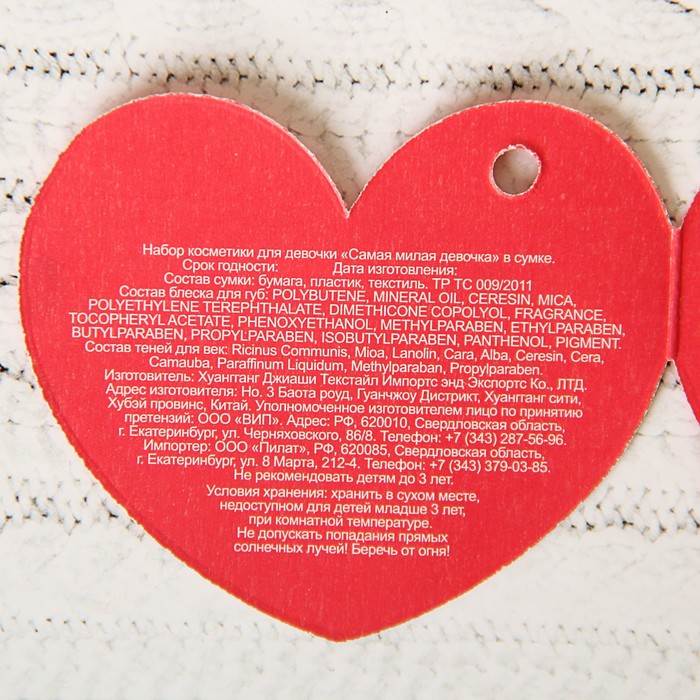 Набор косметики для девочки «Самая милая девочка» в сумке.
Срок годности: Дата изготовления:
Состав сумки: бумага, пластик, текстиль. ТР ТС 009/2011
Состав блеска для губ: POLYBUTENE, MINERAL OIL, CERESIN, MICA,
POLYETHYLENE TEREPHTHALATE, DIMETHICONE COPOLYOL, FRAGRANCE,
TOCOPHERYL ACETATE, PHENOXYETHANOL, METHYLPARABEN, ETHYLPARABEN,
BUTYLPARABEN, PROPYLPARABEN, ISOBUTYLPARABEN, PANTHENOL, PIGMENT.
Состав теней для век: Ricinus Communis, Mioa, Lanolin, Cara, Alba, Ceresin, Cera,
Camauba, Paraffinum Liquidum, Methylparaban, Propylparaben.
Изготовитель: Хуангганг Джиаши Текстайл Импортс энд Экспортс Ко., ЛТД.
Адрес изготовителя: Но. 3 Баота роуд, Гуанчжоу Дистрикт, Хуангганг сити,
Хубэй провинс, Китай. Уполномоченное изготовителем лицо по принятию
претензий: ООО «ВИП». Адрес: РФ, 620010, Свердловская область,
г. Екатеринбург, ул. Черняховского, 86/8. Телефон: +7 (343) 287-56-96.
Импортер: ООО «Пилат», РФ, 620085, Свердловская область,
г. Екатеринбург, ул. 8 Марта, 212-4. Телефон: +7 (343) 379-03-85.
Не рекомендовать детям до 3 лет.
Условия хранения: хранить в сухом месте,
недоступном для детей младше 3 лет,
при комнатной температуре.
Не допускать попадания прямых
солнечных лучей! Беречь от огня!